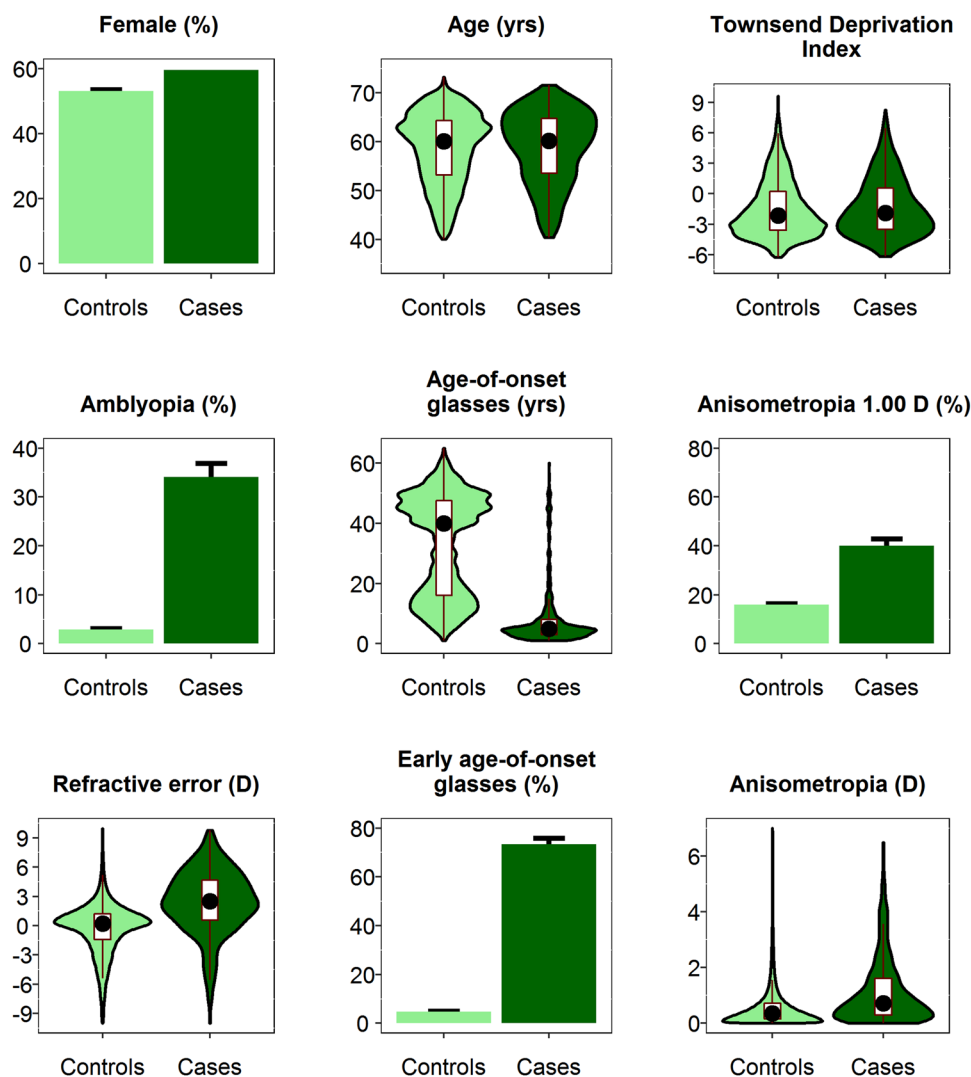 Female (%)
60
40
20
0
Controls Cases
Age (yrs)
70
60
50
40
Controls Cases
Townsend Deprivation
Index
9
6
3
0
-3
-6
Controls Cases
Amblyopia (%)
40
30
20
10
0
Controls Cases
Age-of-onset
glasses (yrs)
60
40
20
0
Controls Cases
Anisometropia 1.00 D (%)
80
60
40
20
0
Controls Cases
Refractive error (D)
9
6
3
0
-3
-6
-9
Controls Cases
Early age-of-onset
glasses (%)
80
60
40
20
0
Controls Cases
Anisometropia (D)
6
4
2
0
Controls Cases